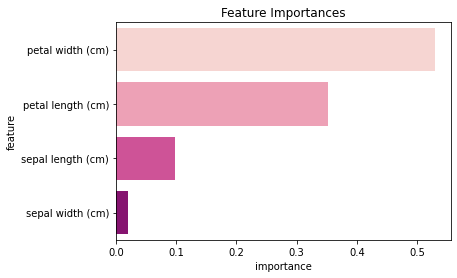 Feature Importances
petal width (cm)
petal length (cm)
sepal length (cm)
sepal width (cm)
feature
0.0 0.1 0.2 0.3 0.4 0.5
importance